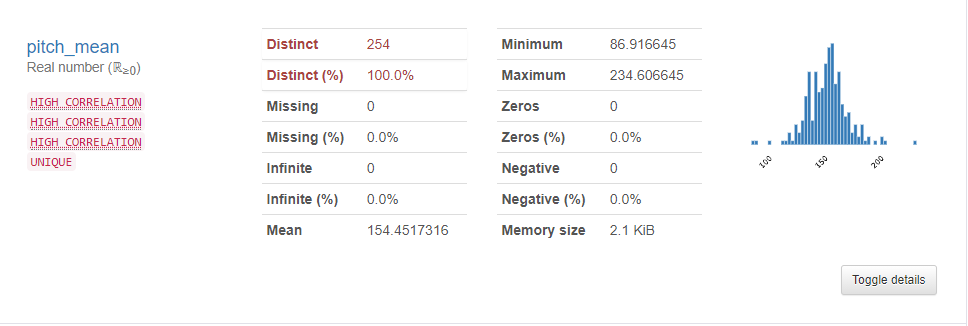 pitch_mean
Real number (ℝ≥0)
HIGH CORRELATION
HIGH CORRELATION
HIGH CORRELATION
UNIQUE
Distinct 254
Distinct (%) 100.0%
Missing 0
Missing (%) 0.0%
Infinite 0
Infinite (%) 0.0%
Mean 154.4517316
Minimum 86.916645
Maximum 234.606645
Zeros 0
Zeros (%) 0.0%
Negative 0
Negative (%) 0.0%
Memory size 2.1 KiB
100 150 200
Toggle details